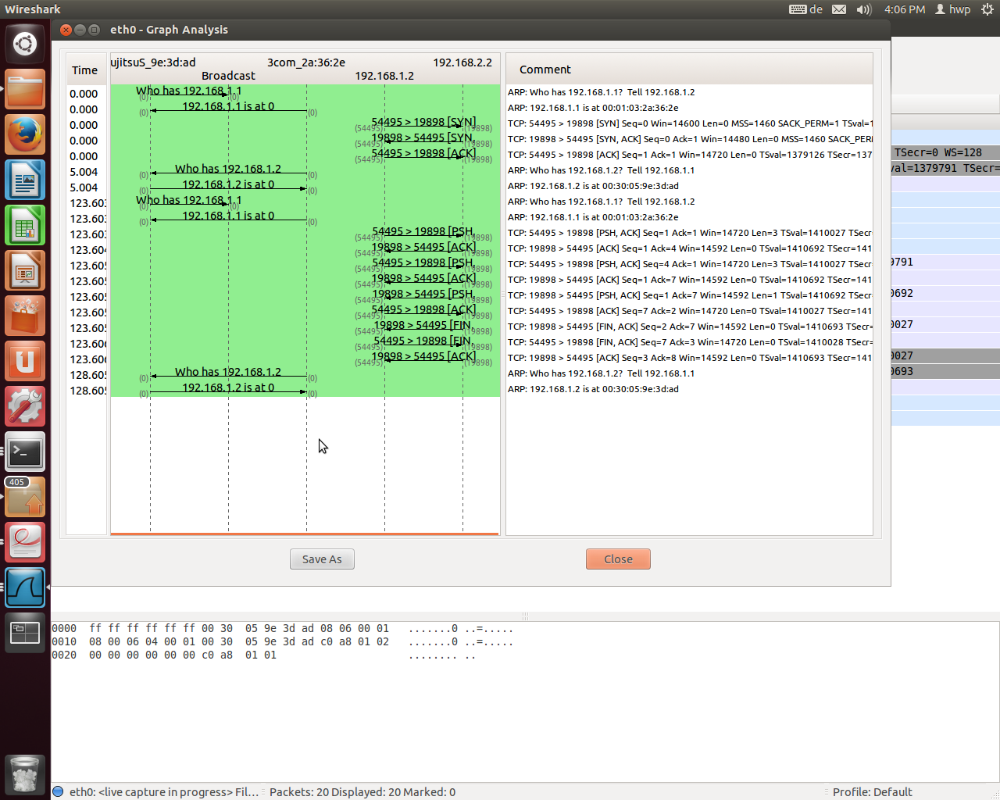 Wireshark de 4:06 PM hwp
eth0 - Graph Analysis
Time ujitsuS_9e:3d:ad 3com_2a:36:2e 192.168.2.2 Comment
Broadcast 192.168.1.2
0.000 Who has 192.168.1.1 (0) (0) ARP: Who has 192.168.1.1? Tell 192.168.1.2
0.000 192.168.1.1 is at 0 (0) (0) ARP: 192.168.1.1 is at 00:01:03:2a:36:2e
0.000 54495 > 19898 [SYN] (54495) (19898) TCP: 54495 > 19898 [SYN] Seq=0 Win=14600 Len=0 MSS=1460 SACK_PERM=1 TSval=1
0.000 19898 > 54495 [SYN, (54495) (19898) TCP: 19898 > 54495 [SYN, ACK] Seq=0 Ack=1 Win=14480 Len=0 MSS=1460 SACK_PERM TSecr=0 WS=128
0.000 54495 > 19898 [ACK] (54495) (19898) TCP: 54495 > 19898 [ACK] Seq=1 Ack=1 Win=14720 Len=0 TSval=1379126 TSecr=137 val=1379791 TSecr=
5.004 Who has 192.168.1.2 (0) (0) ARP: Who has 192.168.1.2? Tell 192.168.1.1
5.004 192.168.1.2 is at 0 (0) (0) ARP: 192.168.1.2 is at 00:30:05:9e:3d:ad
123.603 Who has 192.168.1.1 (0) (0) ARP: Who has 192.168.1.1? Tell 192.168.1.2
123.603 192.168.1.1 is at 0 (0) (0) ARP: 192.168.1.1 is at 00:01:03:2a:36:2e
123.603 54495 > 19898 [PSH, (54495) (19898) TCP: 54495 > 19898 [PSH, ACK] Seq=1 Ack=1 Win=14720 Len=3 TSval=1410027 TSecr=
123.604 19898 > 54495 [ACK] (54495) (19898) TCP: 19898 > 54495 [ACK] Seq=1 Ack=4 Win=14592 Len=0 TSval=1410692 TSecr=141
123.605 54495 > 19898 [PSH, (54495) (19898) TCP: 54495 > 19898 [PSH, ACK] Seq=4 Ack=1 Win=14720 Len=3 TSval=1410027 TSecr= 9791
123.605 19898 > 54495 [ACK] (54495) (19898) TCP: 19898 > 54495 [ACK] Seq=1 Ack=7 Win=14592 Len=0 TSval=1410692 TSecr=141
123.605 19898 > 54495 [PSH, (54495) (19898) TCP: 19898 > 54495 [PSH, ACK] Seq=1 Ack=7 Win=14592 Len=1 TSval=1410692 TSecr= 0692
123.605 54495 > 19898 [ACK] (54495) (19898) TCP: 54495 > 19898 [ACK] Seq=7 Ack=2 Win=14720 Len=0 TSval=1410027 TSecr=141
123.606 19898 > 54495 [FIN, (54495) (19898) TCP: 19898 > 54495 [FIN, ACK] Seq=2 Ack=7 Win=14592 Len=0 TSval=1410693 TSecr= 0027
123.606 54495 > 19898 [FIN, (54495) (19898) TCP: 54495 > 19898 [FIN, ACK] Seq=7 Ack=3 Win=14720 Len=0 TSval=1410028 TSecr=
123.606 19898 > 54495 [ACK] (54495) (19898) TCP: 19898 > 54495 [ACK] Seq=3 Ack=8 Win=14592 Len=0 TSval=1410693 TSecr=141 0027
128.605 Who has 192.168.1.2 (0) (0) ARP: Who has 192.168.1.2? Tell 192.168.1.1 0693
128.605 192.168.1.2 is at 0 (0) (0) ARP: 192.168.1.2 is at 00:30:05:9e:3d:ad
405
Save As Close
0000 ff ff ff ff ff ff 00 30 05 9e 3d ad 08 06 00 01 .......0 ..=.....
0010 08 00 06 04 00 01 00 30 05 9e 3d ad c0 a8 01 02 .......0 ..=.....
0020 00 00 00 00 00 00 c0 a8 01 01 ........ ..
eth0: <live capture in progress> Fil... Packets: 20 Displayed: 20 Marked: 0 Profile: Default